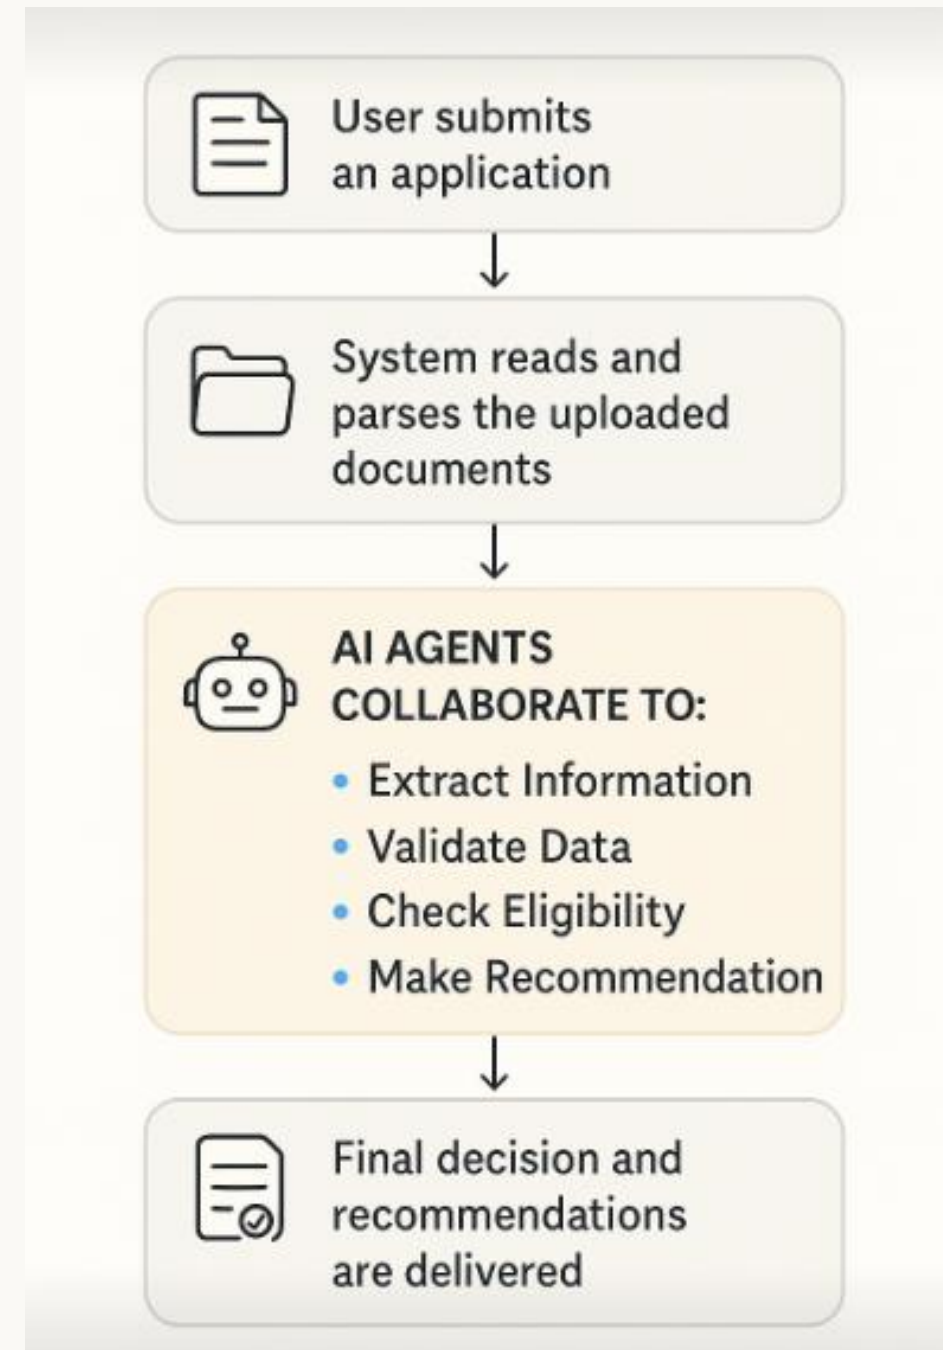 User submits
an application
System reads and
parses the uploaded
documents
AI AGENTS
COLLABORATE TO:
• Extract Information
• Validate Data
• Check Eligibility
• Make Recommendation
Final decision and
recommendations
are delivered